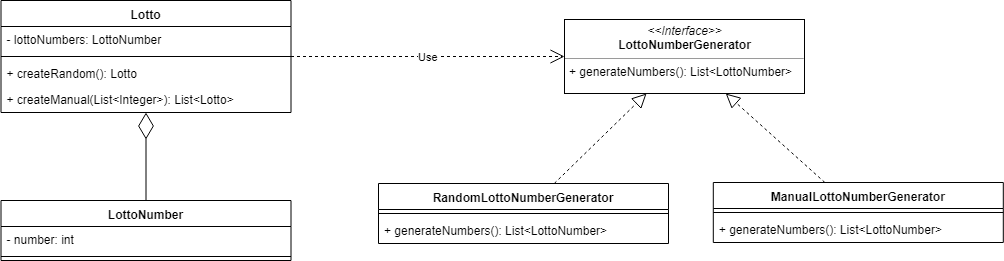 Lotto
- lottoNumbers: LottoNumber
+ createRandom(): Lotto
+ createManual(List<Integer>): List<Lotto>
Use
<<Interface>>
LottoNumberGenerator
+ generateNumbers(): List<LottoNumber>
LottoNumber
- number: int
RandomLottoNumberGenerator
+ generateNumbers(): List<LottoNumber>
ManualLottoNumberGenerator
+ generateNumbers(): List<LottoNumber>